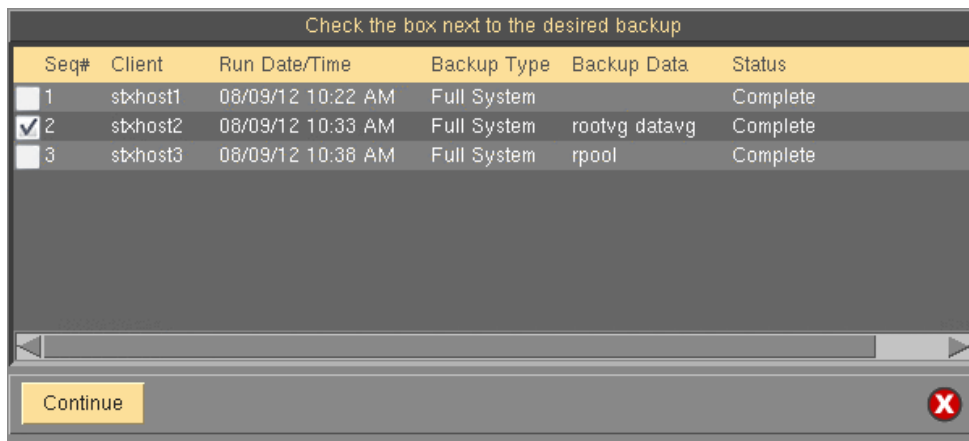 Check the box next to the desired backup
Seq# Client Run Date/Time Backup Type Backup Data Status
1 stxhost1 08/09/12 10:22 AM Full System Complete
2 stxhost2 08/09/12 10:33 AM Full System rootvg datavg Complete
3 stxhost3 08/09/12 10:38 AM Full System rpool Complete
Continue